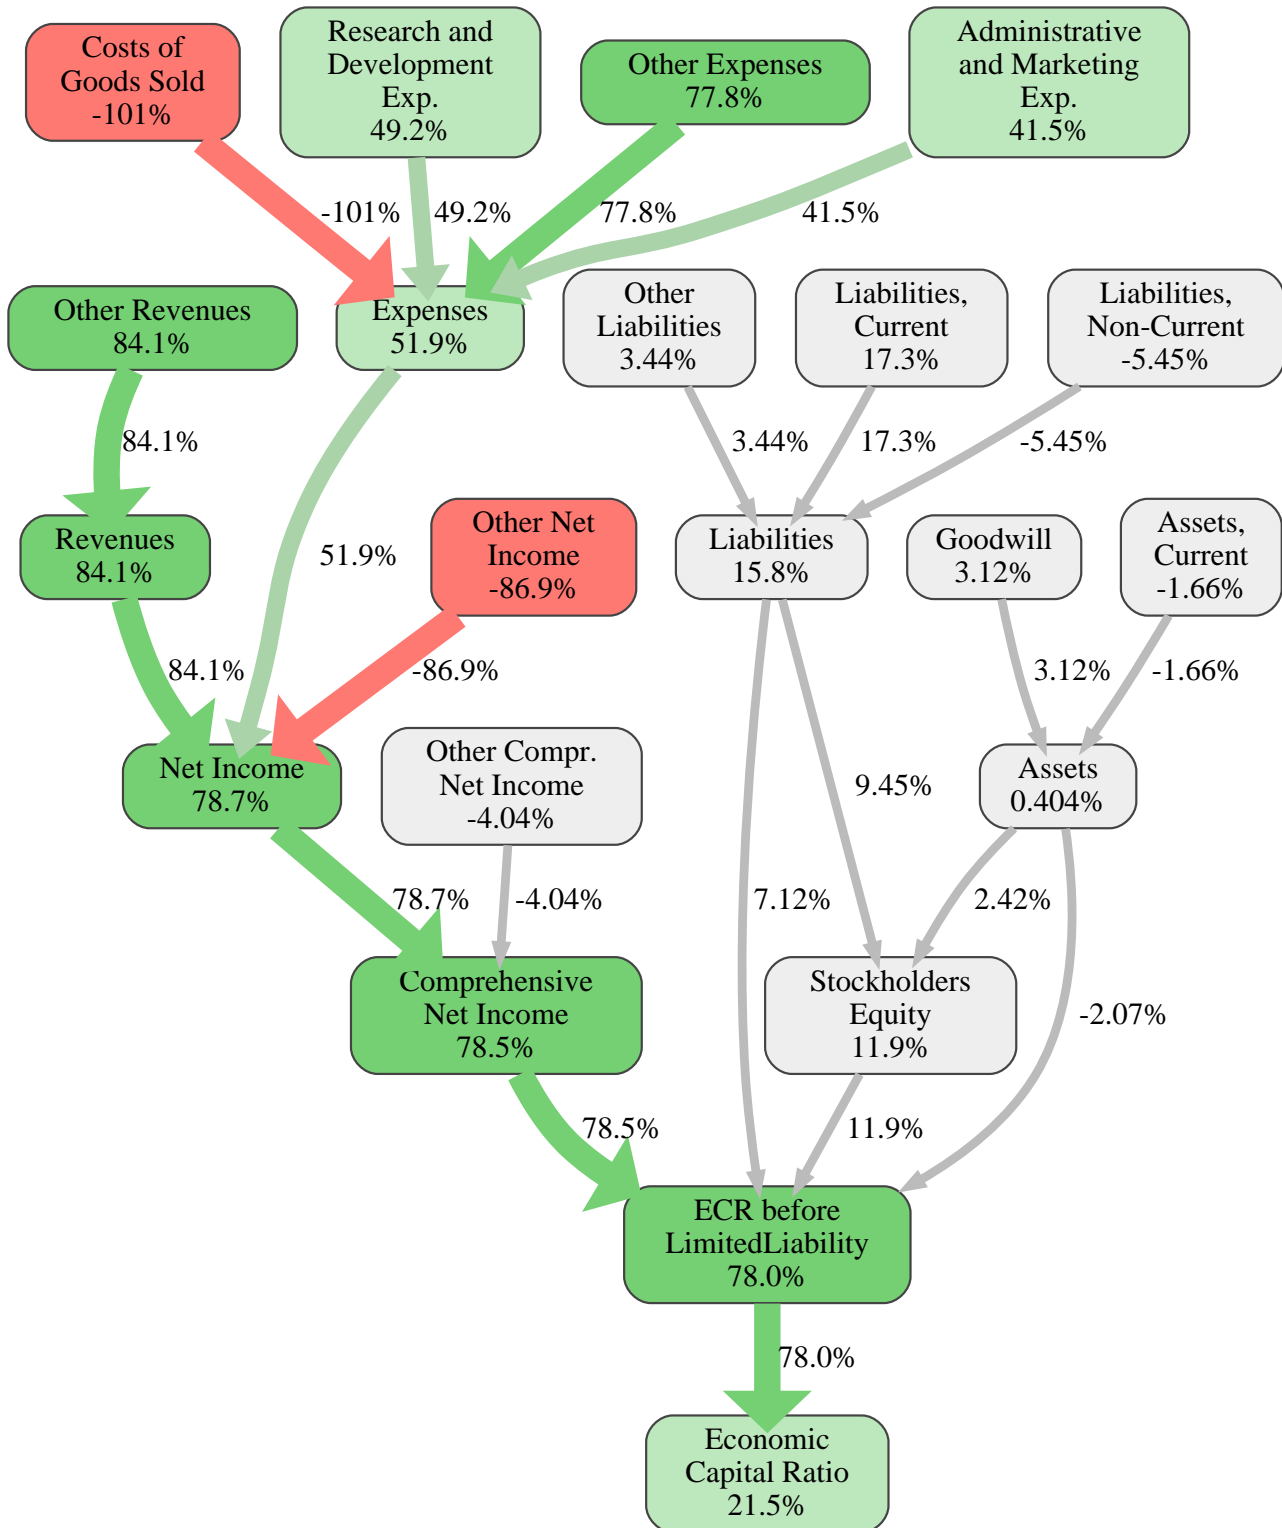 Costs of
Goods Sold
-101%
Research and
Development
Exp.
49.2%
Other Expenses
77.8%
Administrative
and Marketing
Exp.
41.5%
-101%
49.2%
77.8%
41.5%
Other Revenues
84.1%
Expenses
51.9%
Other
Liabilities
3.44%
Liabilities,
Current
17.3%
Liabilities,
Non-Current
-5.45%
84.1%
3.44%
17.3%
-5.45%
Revenues
84.1%
51.9%
Other Net
Income
-86.9%
Liabilities
15.8%
Goodwill
3.12%
Assets,
Current
-1.66%
84.1%
-86.9%
3.12%
-1.66%
Net Income
78.7%
Other Compr.
Net Income
-4.04%
9.45%
Assets
0.404%
78.7%
-4.04%
7.12%
2.42%
Comprehensive
Net Income
78.5%
Stockholders
Equity
11.9%
-2.07%
78.5%
11.9%
ECR before
LimitedLiability
78.0%
78.0%
Economic
Capital Ratio
21.5%